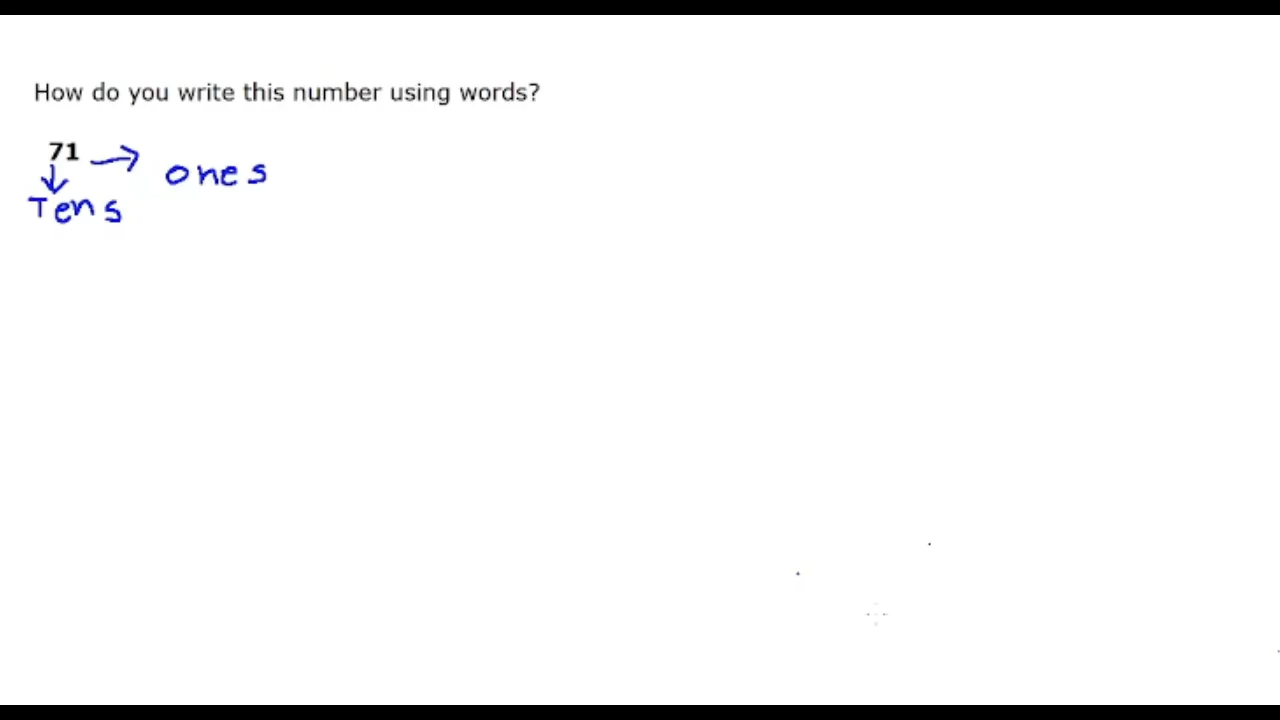 How do you write this number using words?
71 → ones
↓
Tens